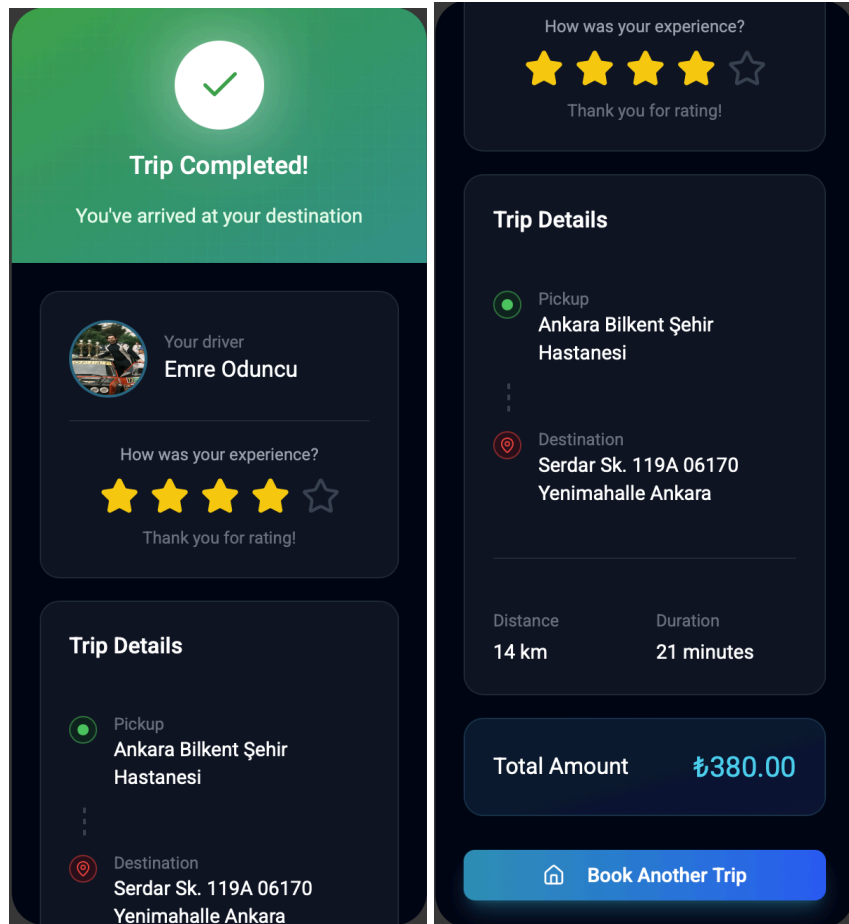 Trip Completed!
You've arrived at your destination
Your driver
Emre Oduncu
How was your experience?
Thank you for rating!
Trip Details
Pickup
Ankara Bilkent Şehir
Hastanesi
Destination
Serdar Sk. 119A 06170
Yenimahalle Ankara
How was your experience?
Thank you for rating!
Trip Details
Pickup
Ankara Bilkent Şehir
Hastanesi
Destination
Serdar Sk. 119A 06170
Yenimahalle Ankara
Distance
Duration
14 km
21 minutes
Total Amount
₺380.00
Book Another Trip